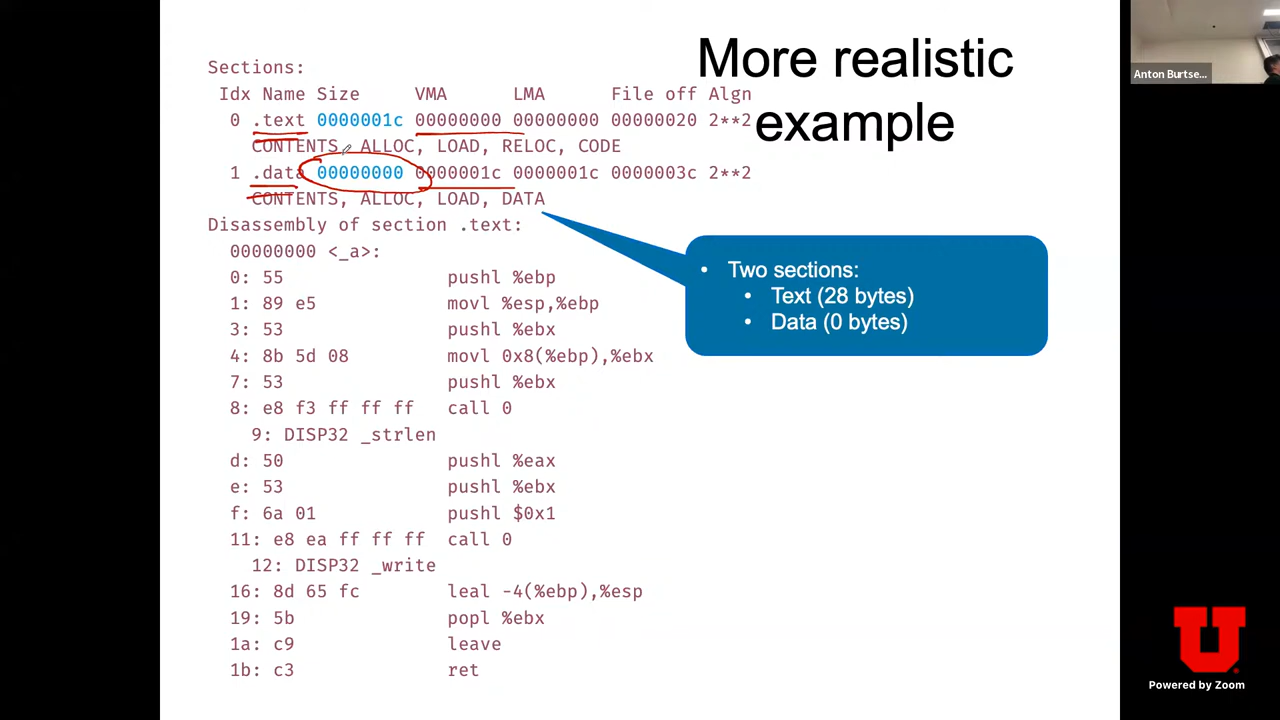 More realistic
example
Sections:
Idx Name Size VMA LMA File off Algn
0 .text 0000001c 00000000 00000000 00000020 2**2
CONTENTS, ALLOC, LOAD, RELOC, CODE
1 .data 00000000 0000001c 0000001c 0000003c 2**2
CONTENTS, ALLOC, LOAD, DATA
Disassembly of section .text:
00000000 <_a>:
0: 55 pushl %ebp
1: 89 e5 movl %esp,%ebp
3: 53 pushl %ebx
4: 8b 5d 08 movl 0x8(%ebp),%ebx
7: 53 pushl %ebx
8: e8 f3 ff ff ff call 0
9: DISP32 _strlen
d: 50 pushl %eax
e: 53 pushl %ebx
f: 6a 01 pushl $0x1
11: e8 ea ff ff ff call 0
12: DISP32 _write
16: 8d 65 fc leal -4(%ebp),%esp
19: 5b popl %ebx
1a: c9 leave
1b: c3 ret
• Two sections:
• Text (28 bytes)
• Data (0 bytes)
Anton Burtse...
U
Powered by Zoom